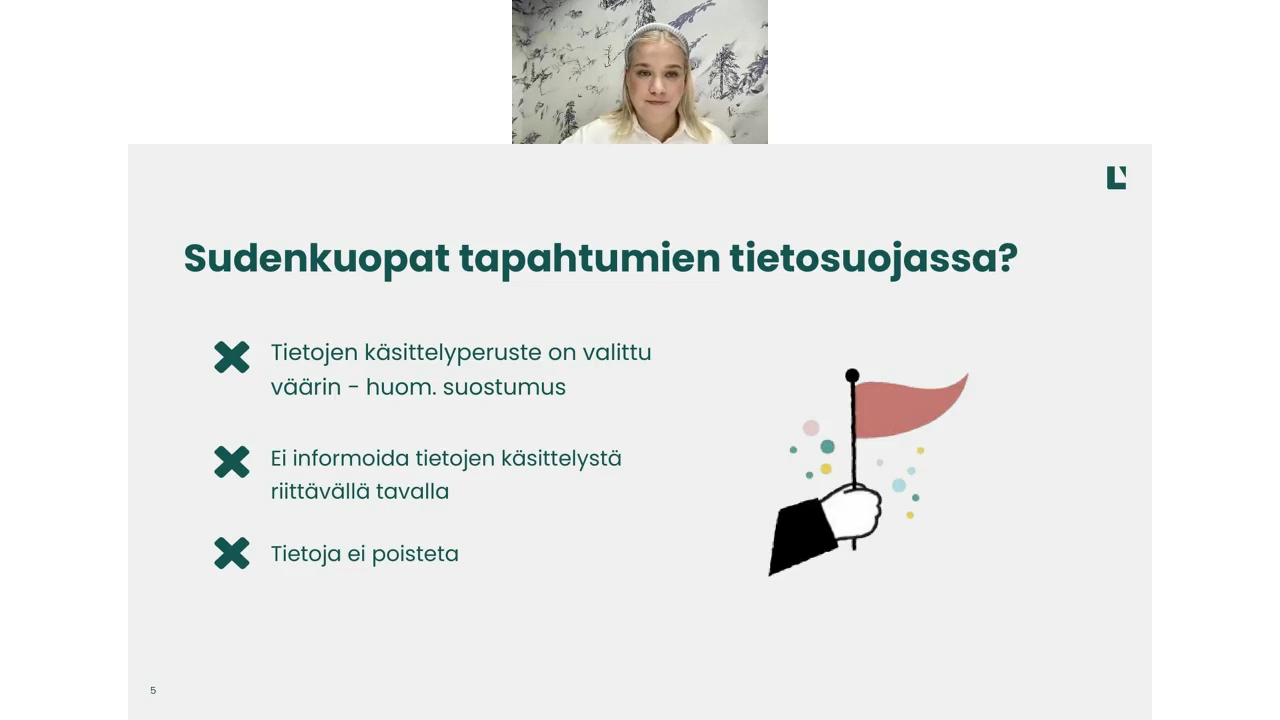 Sudenkuopat tapahtumien tietosuojassa?
Tietojen käsittelyperuste on valittu
väärin - huom. suostumus
Ei informoida tietojen käsittelystä
riittävällä tavalla
Tietoja ei poisteta
5